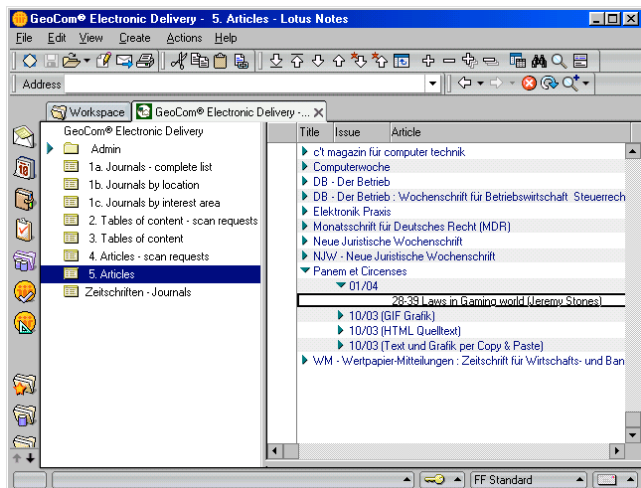 GeoCom® Electronic Delivery - 5. Articles - Lotus Notes
File Edit View Create Actions Help
Address
Workspace GeoCom® Electronic Delivery -... X
GeoCom® Electronic Delivery
Admin
1a. Journals - complete list
1b. Journals by location
1c. Journals by interest area
2. Tables of content - scan requests
3. Tables of content
4. Articles - scan requests
5. Articles
Zeitschriften - Journals
Title Issue Article
c't magazin für computer technik
Computerwoche
DB - Der Betrieb
DB - Der Betrieb : Wochenschrift für Betriebswirtschaft Steuerrech
Elektronik Praxis
Monatsschrift für Deutsches Recht (MDR)
Neue Juristische Wochenschrift
NJW - Neue Juristische Wochenschrift
Panem et Circenses
01/04
28-39 Laws in Gaming world (Jeremy Stones)
10/03 (GIF Grafik)
10/03 (HTML Quelltext)
10/03 (Text und Grafik per Copy & Paste)
WM - Wertpapier-Mitteilungen : Zeitschrift für Wirtschafts- und Ban
FF Standard